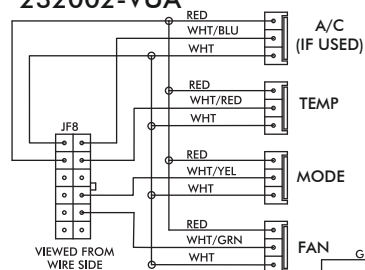 232002-VUA
RED
WHT/BLU
WHT
A/C
(IF USED)
RED
WHT/RED
WHT
TEMP
JF8
RED
WHT/YEL
WHT
MODE
RED
WHT/GRN
WHT
FAN
G
VIEWED FROM
WIRE SIDE